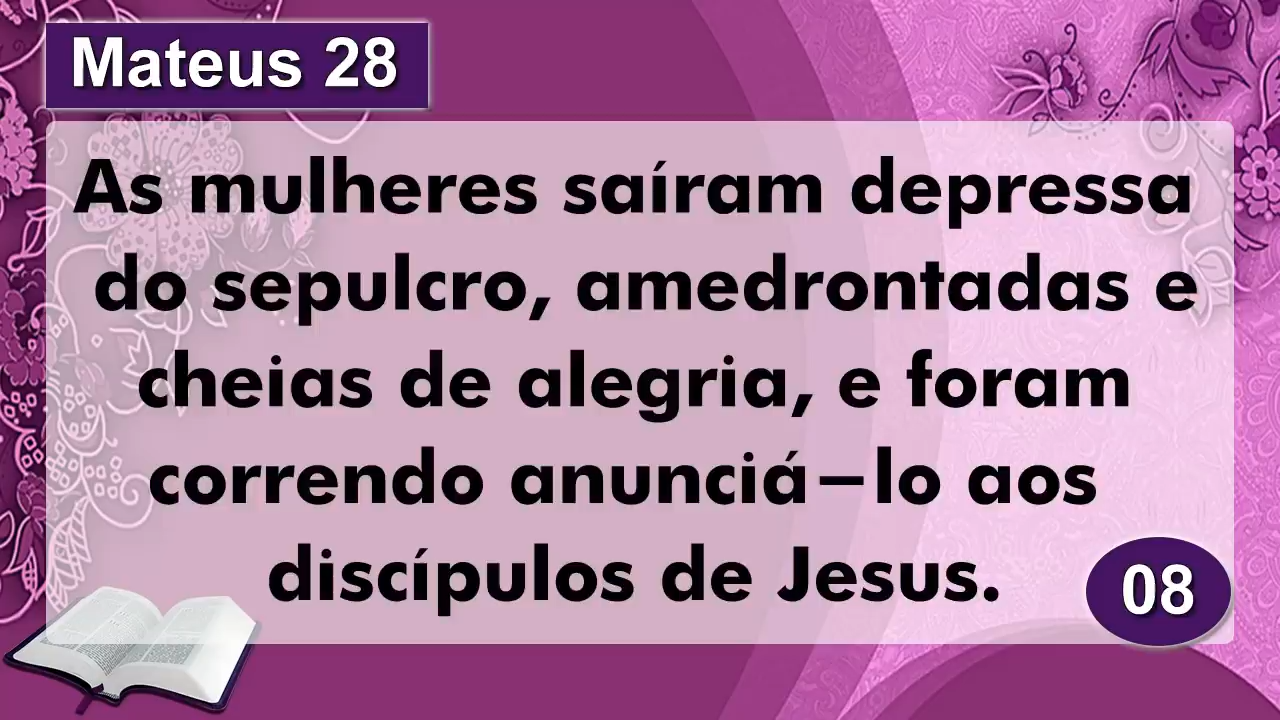 Mateus 28
As mulheres saíram depressa
do sepulcro, amedrontadas e
cheias de alegria, e foram
correndo anunciá–lo aos
discípulos de Jesus.
08